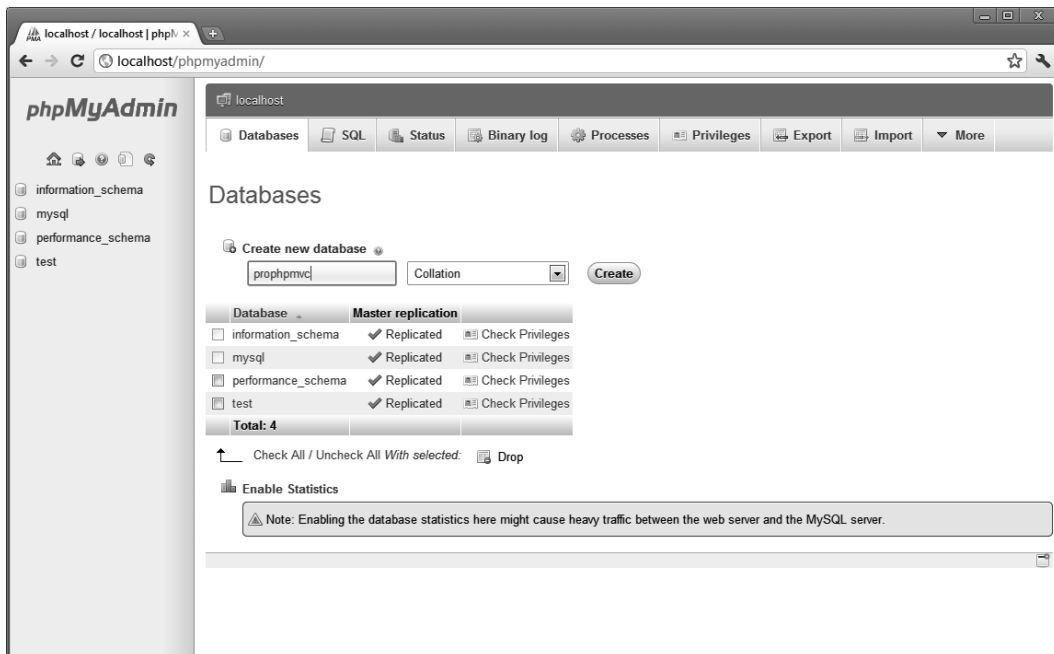 localhost / localhost | phpM
localhost/phpmyadmin/
phpMyAdmin
information_schema
mysql
performance_schema
test
localhost
Databases SQL Status Binary log Processes Privileges Export Import More
Databases
Create new database
prophpmvc Collation Create
Database Master replication
information_schema Replicated Check Privileges
mysql Replicated Check Privileges
performance_schema Replicated Check Privileges
test Replicated Check Privileges
Total: 4
Check All / Uncheck All With selected: Drop
Enable Statistics
Note: Enabling the database statistics here might cause heavy traffic between the web server and the MySQL server.